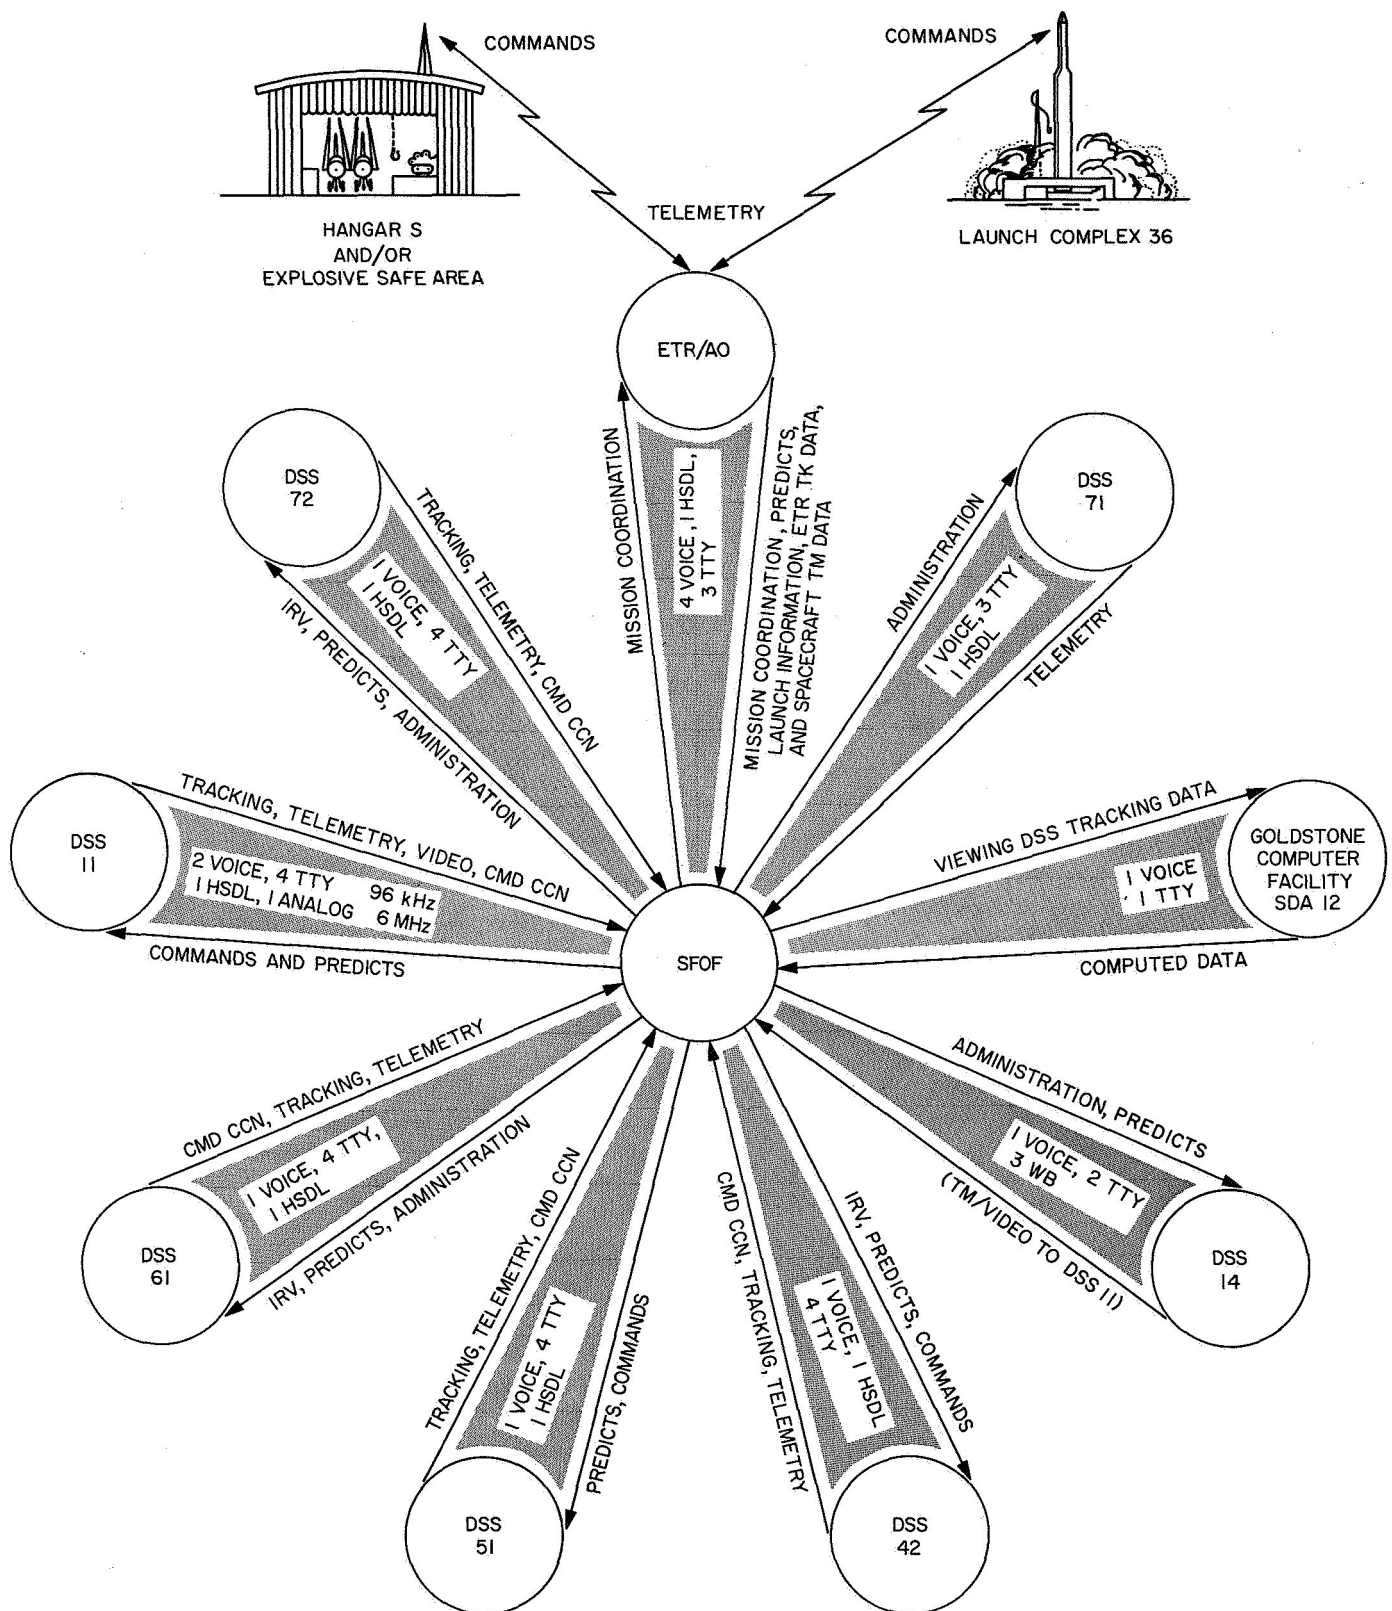 COMMANDS
COMMANDS
TELEMETRY
HANGAR S
AND/OR
EXPLOSIVE SAFE AREA
LAUNCH COMPLEX 36
ETR/AO
MISSION COORDINATION
4 VOICE, 1 HSDL,
3 TTY
MISSION COORDINATION, PREDICTS,
LAUNCH INFORMATION, ETR TK DATA,
AND SPACECRAFT TM DATA
DSS
72
TRACKING, TELEMETRY, CMD CCN
1 VOICE, 4 TTY
1 HSDL
IRV, PREDICTS, ADMINISTRATION
DSS
71
ADMINISTRATION
1 VOICE, 3 TTY
1 HSDL
TELEMETRY
DSS
11
TRACKING, TELEMETRY, VIDEO, CMD CCN
2 VOICE, 4 TTY 96 kHz
1 HSDL, 1 ANALOG 6 MHz
COMMANDS AND PREDICTS
VIEWING DSS TRACKING DATA
1 VOICE
1 TTY
COMPUTED DATA
GOLDSTONE
COMPUTER
FACILITY
SDA 12
SFOF
CMD CCN, TRACKING, TELEMETRY
1 VOICE, 4 TTY,
1 HSDL
IRV, PREDICTS, ADMINISTRATION
DSS
61
ADMINISTRATION, PREDICTS
1 VOICE, 2 TTY
3 WB
(TM/VIDEO TO DSS 11)
DSS
14
TRACKING, TELEMETRY, CMD CCN
1 VOICE, 4 TTY
1 HSDL
PREDICTS, COMMANDS
DSS
51
CMD CCN, TRACKING, TELEMETRY
1 VOICE, 1 HSDL
4 TTY
IRV, PREDICTS, COMMANDS
DSS
42